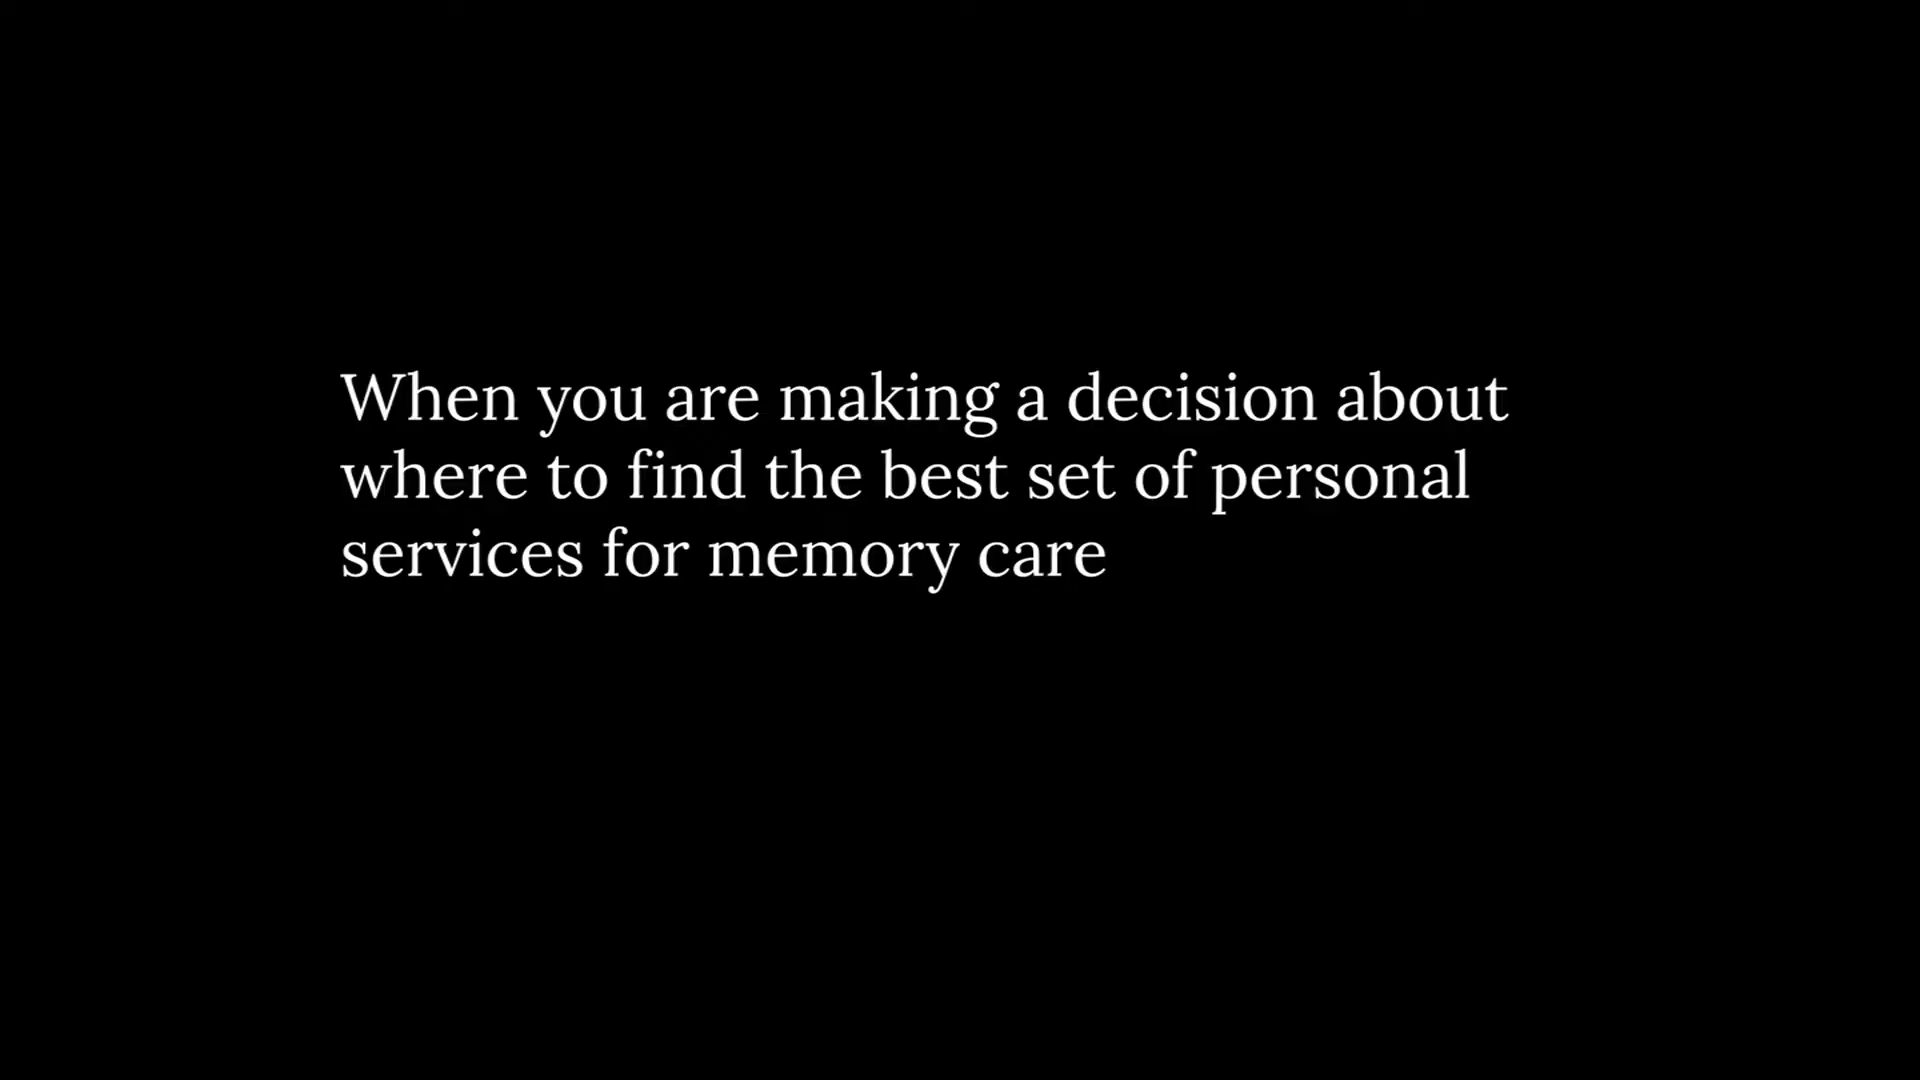 When you are making a decision about
where to find the best set of personal
services for memory care